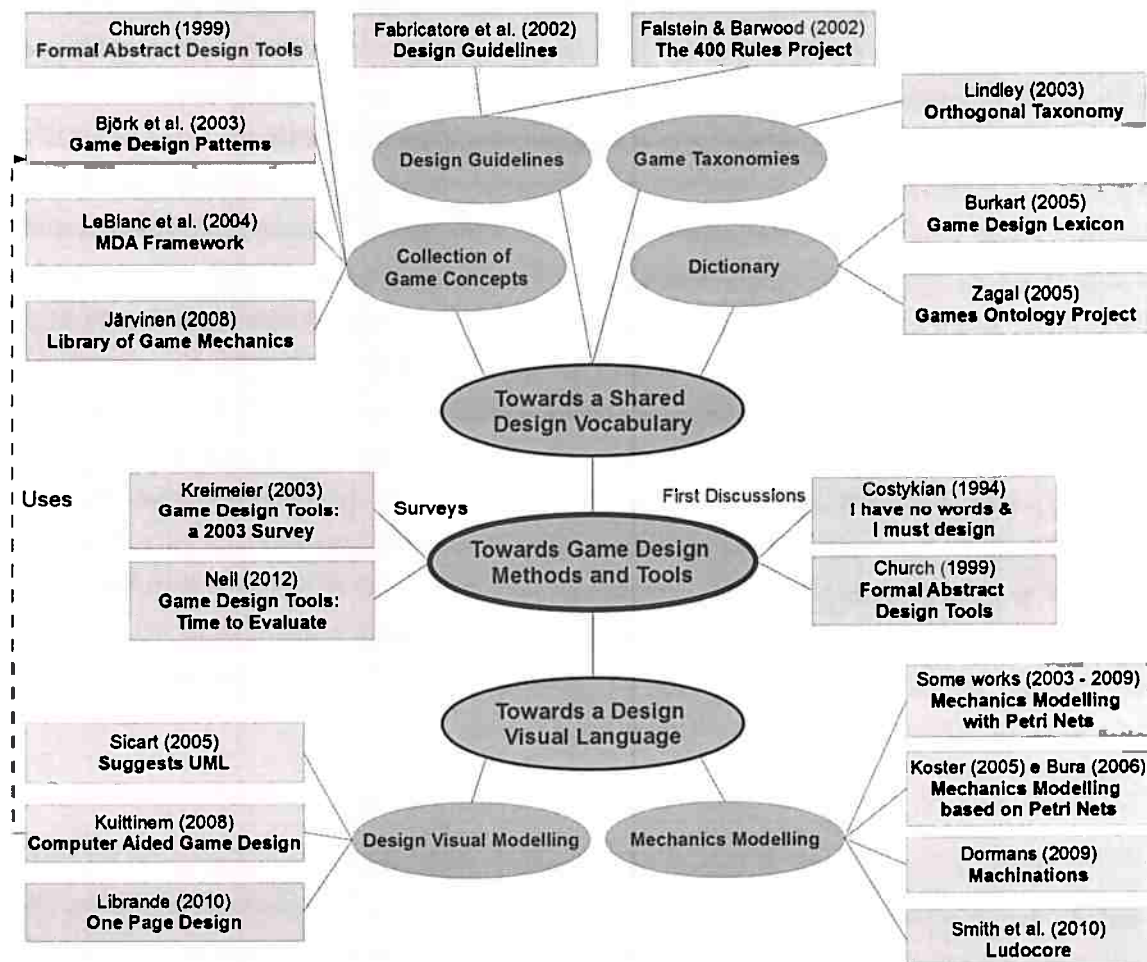 Church (1999)
Formal Abstract Design Tools
Fabricatore et al. (2002)
Design Guidelines
Falstein & Barwood (2002)
The 400 Rules Project
Lindley (2003)
Orthogonal Taxonomy
Björk et al. (2003)
Game Design Patterns
Design Guidelines
Game Taxonomies
LeBlanc et al. (2004)
MDA Framework
Burkart (2005)
Game Design Lexicon
Collection of
Game Concepts
Dictionary
Järvinen (2008)
Library of Game Mechanics
Zagal (2005)
Games Ontology Project
Towards a Shared
Design Vocabulary
Uses
Kreimeier (2003)
Game Design Tools:
a 2003 Survey
Surveys
First Discussions
Costykian (1994)
I have no words &
I must design
Towards Game Design
Methods and Tools
Neil (2012)
Game Design Tools:
Time to Evaluate
Church (1999)
Formal Abstract
Design Tools
Towards a Design
Visual Language
Some works (2003 - 2009)
Mechanics Modelling
with Petri Nets
Sicart (2005)
Suggests UML
Koster (2005) e Bura (2006)
Mechanics Modelling
based on Petri Nets
Kuittinem (2008)
Computer Aided Game Design
Design Visual Modelling
Mechanics Modelling
Dormans (2009)
Machinations
Librande (2010)
One Page Design
Smith et al. (2010)
Ludocore